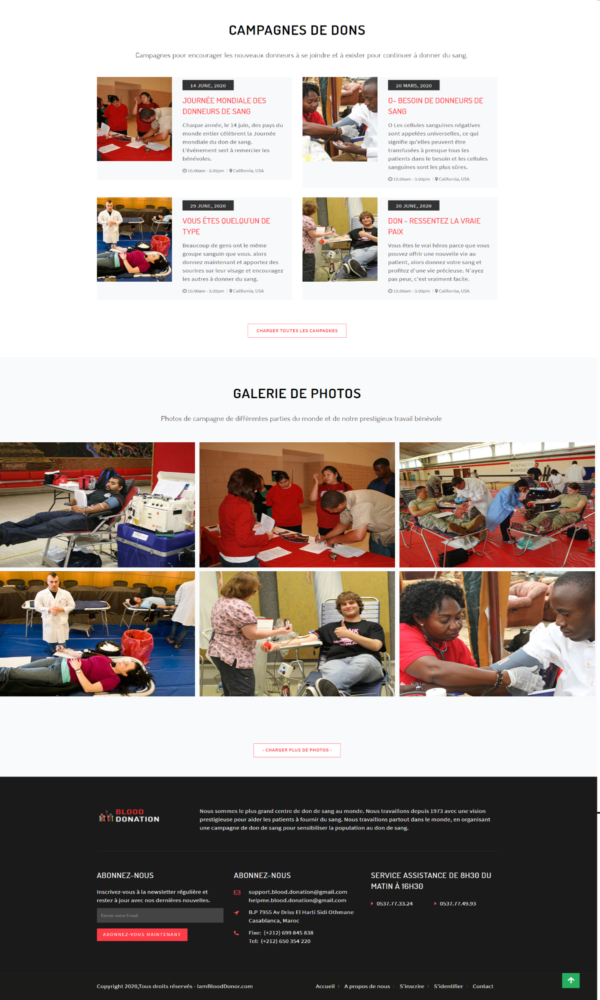 CAMPAGNES DE DONS
Campagnes pour encourager les nouveaux donneurs à se joindre et à exister pour continuer à donner du sang.
14 JUNE, 2020
JOURNÉE MONDIALE DES
DONNEURS DE SANG
Chaque année, le 14 juin, des pays du
monde entier célèbrent la Journée
mondiale du don de sang.
L'événement sert à remercier les
bénévoles.
10.00am - 3.00pm | California, USA
20 MARS, 2020
O- BESOIN DE DONNEURS DE
SANG
O Les cellules sanguines négatives
sont appelées universelles, ce qui
signifie qu'elles peuvent être
transfusées à presque tous les
patients dans le besoin et les cellules
sanguines sont les plus sûres.
10.00am - 3.00pm | California, USA
29 JUNE, 2020
VOUS ÊTES QUELQU'UN DE
TYPE
Beaucoup de gens ont le même
groupe sanguin que vous. alors
donnez maintenant et apportez des
sourires sur leur visage et encouragez
les autres à donner du sang.
10.00am - 3.00pm | California, USA
20 JUNE, 2020
DON - RESSENTEZ LA VRAIE
PAIX
Vous êtes le vrai héros parce que vous
pouvez offrir une nouvelle vie au
patient, alors donnez votre sang et
profitez d'une vie précieuse. N'ayez
pas peur, c'est vraiment facile.
10.00am - 3.00pm | California, USA
CHARGER TOUTES LES CAMPAGNES
GALERIE DE PHOTOS
Photos de campagne de différentes parties du monde et de notre prestigieux travail bénévole
PANTHERS
GARDEN
- CHARGER PLUS DE PHOTOS -
BLOOD
DONATION
Nous sommes le plus grand centre de don de sang au monde. Nous travaillons depuis 1973 avec une vision
prestigieuse pour aider les patients à fournir du sang. Nous travaillons partout dans le monde, en organisant
une campagne de don de sang pour sensibiliser la population au don de sang.
ABONNEZ-NOUS
Inscrivez-vous à la newsletter régulière et
restez à jour avec nos dernières nouvelles.
Entrer votre Email
ABONNEZ-VOUS MAINTENANT
ABONNEZ-NOUS
support.blood.donation@gmail.com
helpme.blood.donation@gmail.com
B.P 7955 Av Driss El Harti Sidi Othmane
Casablanca, Maroc
Fixe: (+212) 699 845 838
Tel: (+212) 650 354 220
SERVICE ASSISTANCE DE 8H30 DU
MATIN À 16H30
0537.77.33.24 0537.77.49.93
Copyright 2020,Tous droits réservés - IamBloodDonor.com
Accueil | A propos de nous | S'inscrire | S'identifier | Contact